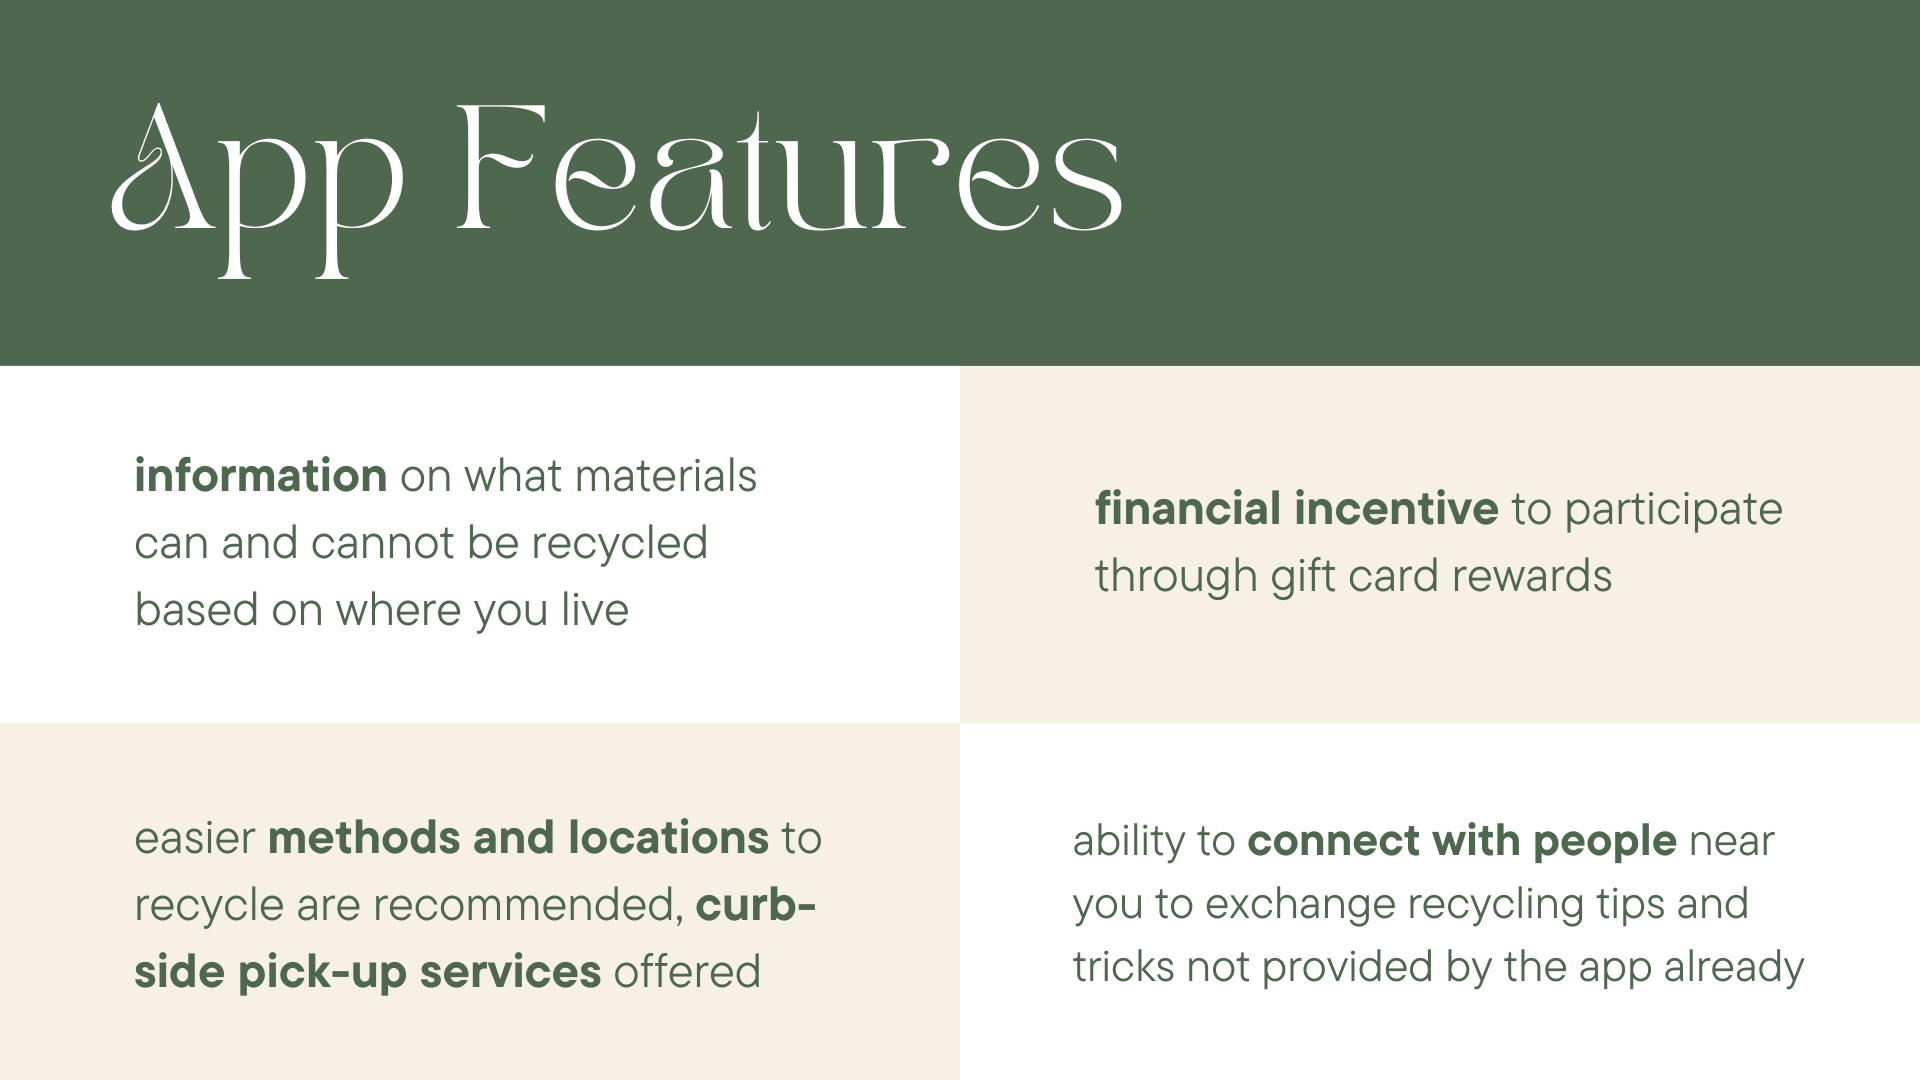 App Features
information on what materials
can and cannot be recycled
based on where you live
financial incentive to participate
through gift card rewards
easier methods and locations to
recycle are recommended, curb-
side pick-up services offered
ability to connect with people near
you to exchange recycling tips and
tricks not provided by the app already